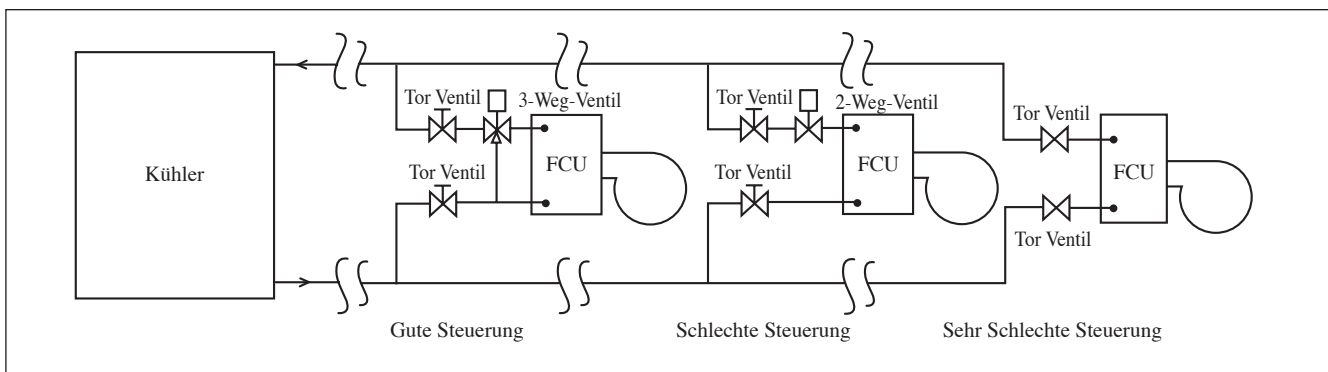 Tor Ventil
3-Weg-Ventil
Tor Ventil
2-Weg-Ventil
Tor Ventil
Kühler
FCU
FCU
FCU
Tor Ventil
Tor Ventil
Tor Ventil
Gute Steuerung
Schlechte Steuerung
Sehr Schlechte Steuerung